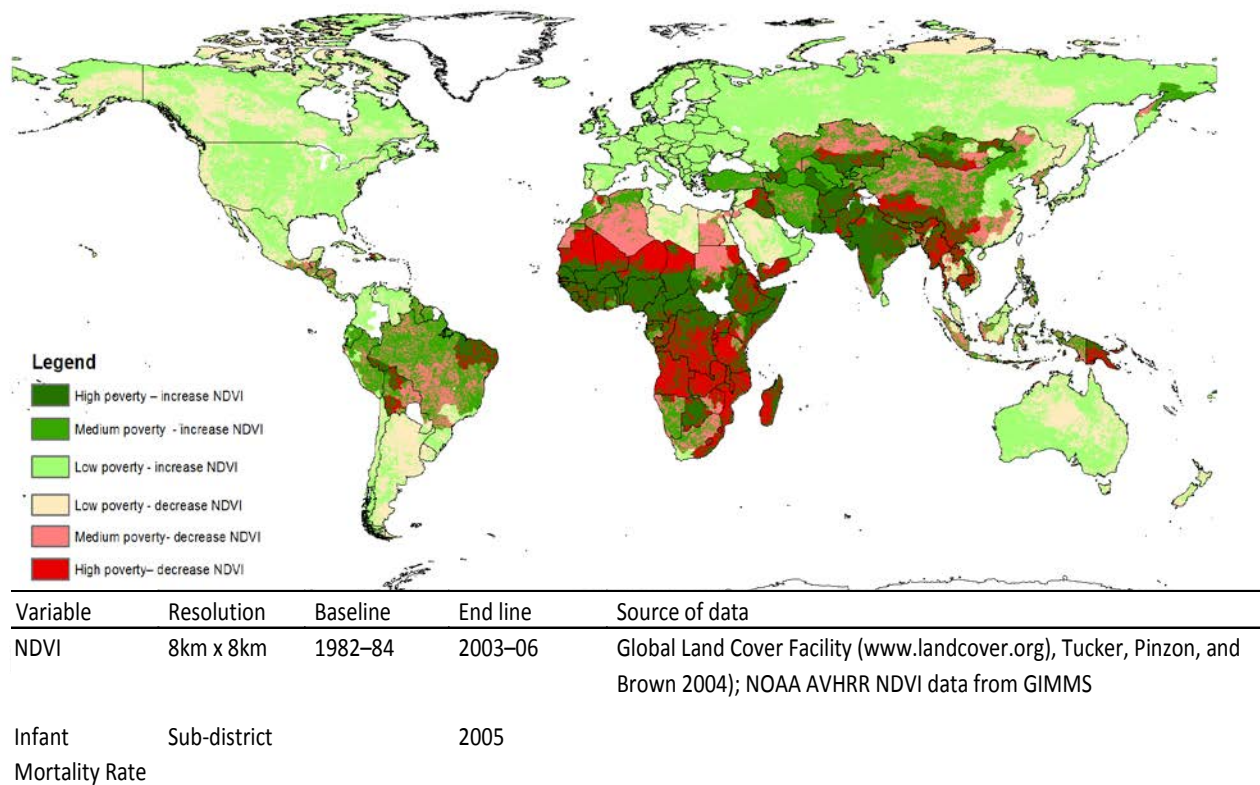 Legend
High poverty – increase NDVI
Medium poverty - increase NDVI
Low poverty - increase NDVI
Low poverty - decrease NDVI
Medium poverty- decrease NDVI
High poverty– decrease NDVI
Variable Resolution Baseline End line Source of data
NDVI 8km x 8km 1982–84 2003–06 Global Land Cover Facility (www.landcover.org), Tucker, Pinzon, and
Brown 2004); NOAA AVHRR NDVI data from GIMMS
Infant Sub-district 2005
Mortality Rate